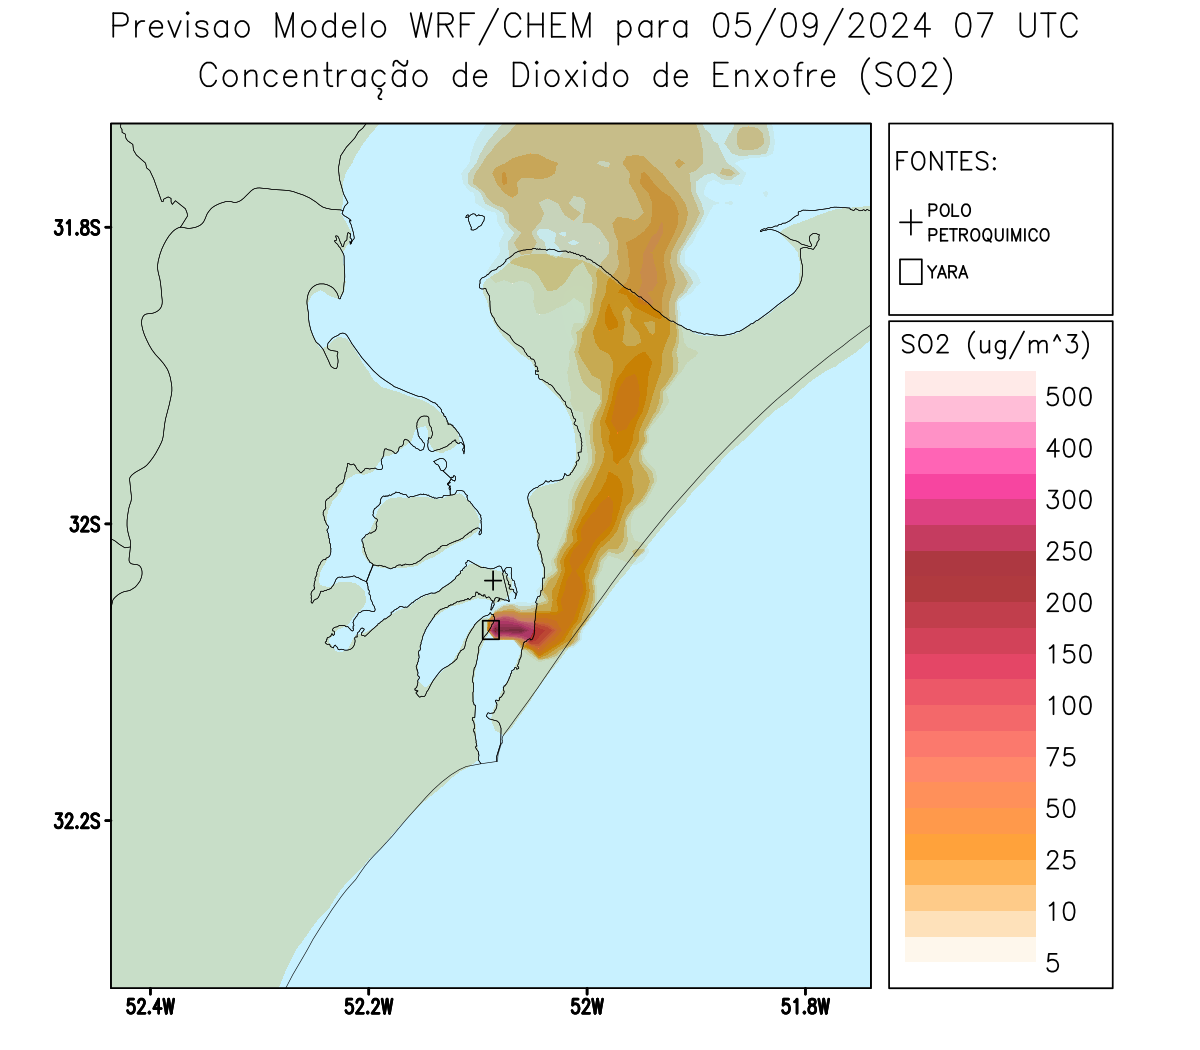 Previsao Modelo WRF/CHEM para 05/09/2024 07 UTC
Concentração de Dioxido de Enxofre (SO2)
FONTES:
POLO
PETROQUIMICO
YARA
SO2 (ug/m^3)
500
400
300
250
200
150
100
75
50
25
10
5
31.8S
32S
32.2S
52.4W
52.2W
52W
51.8W